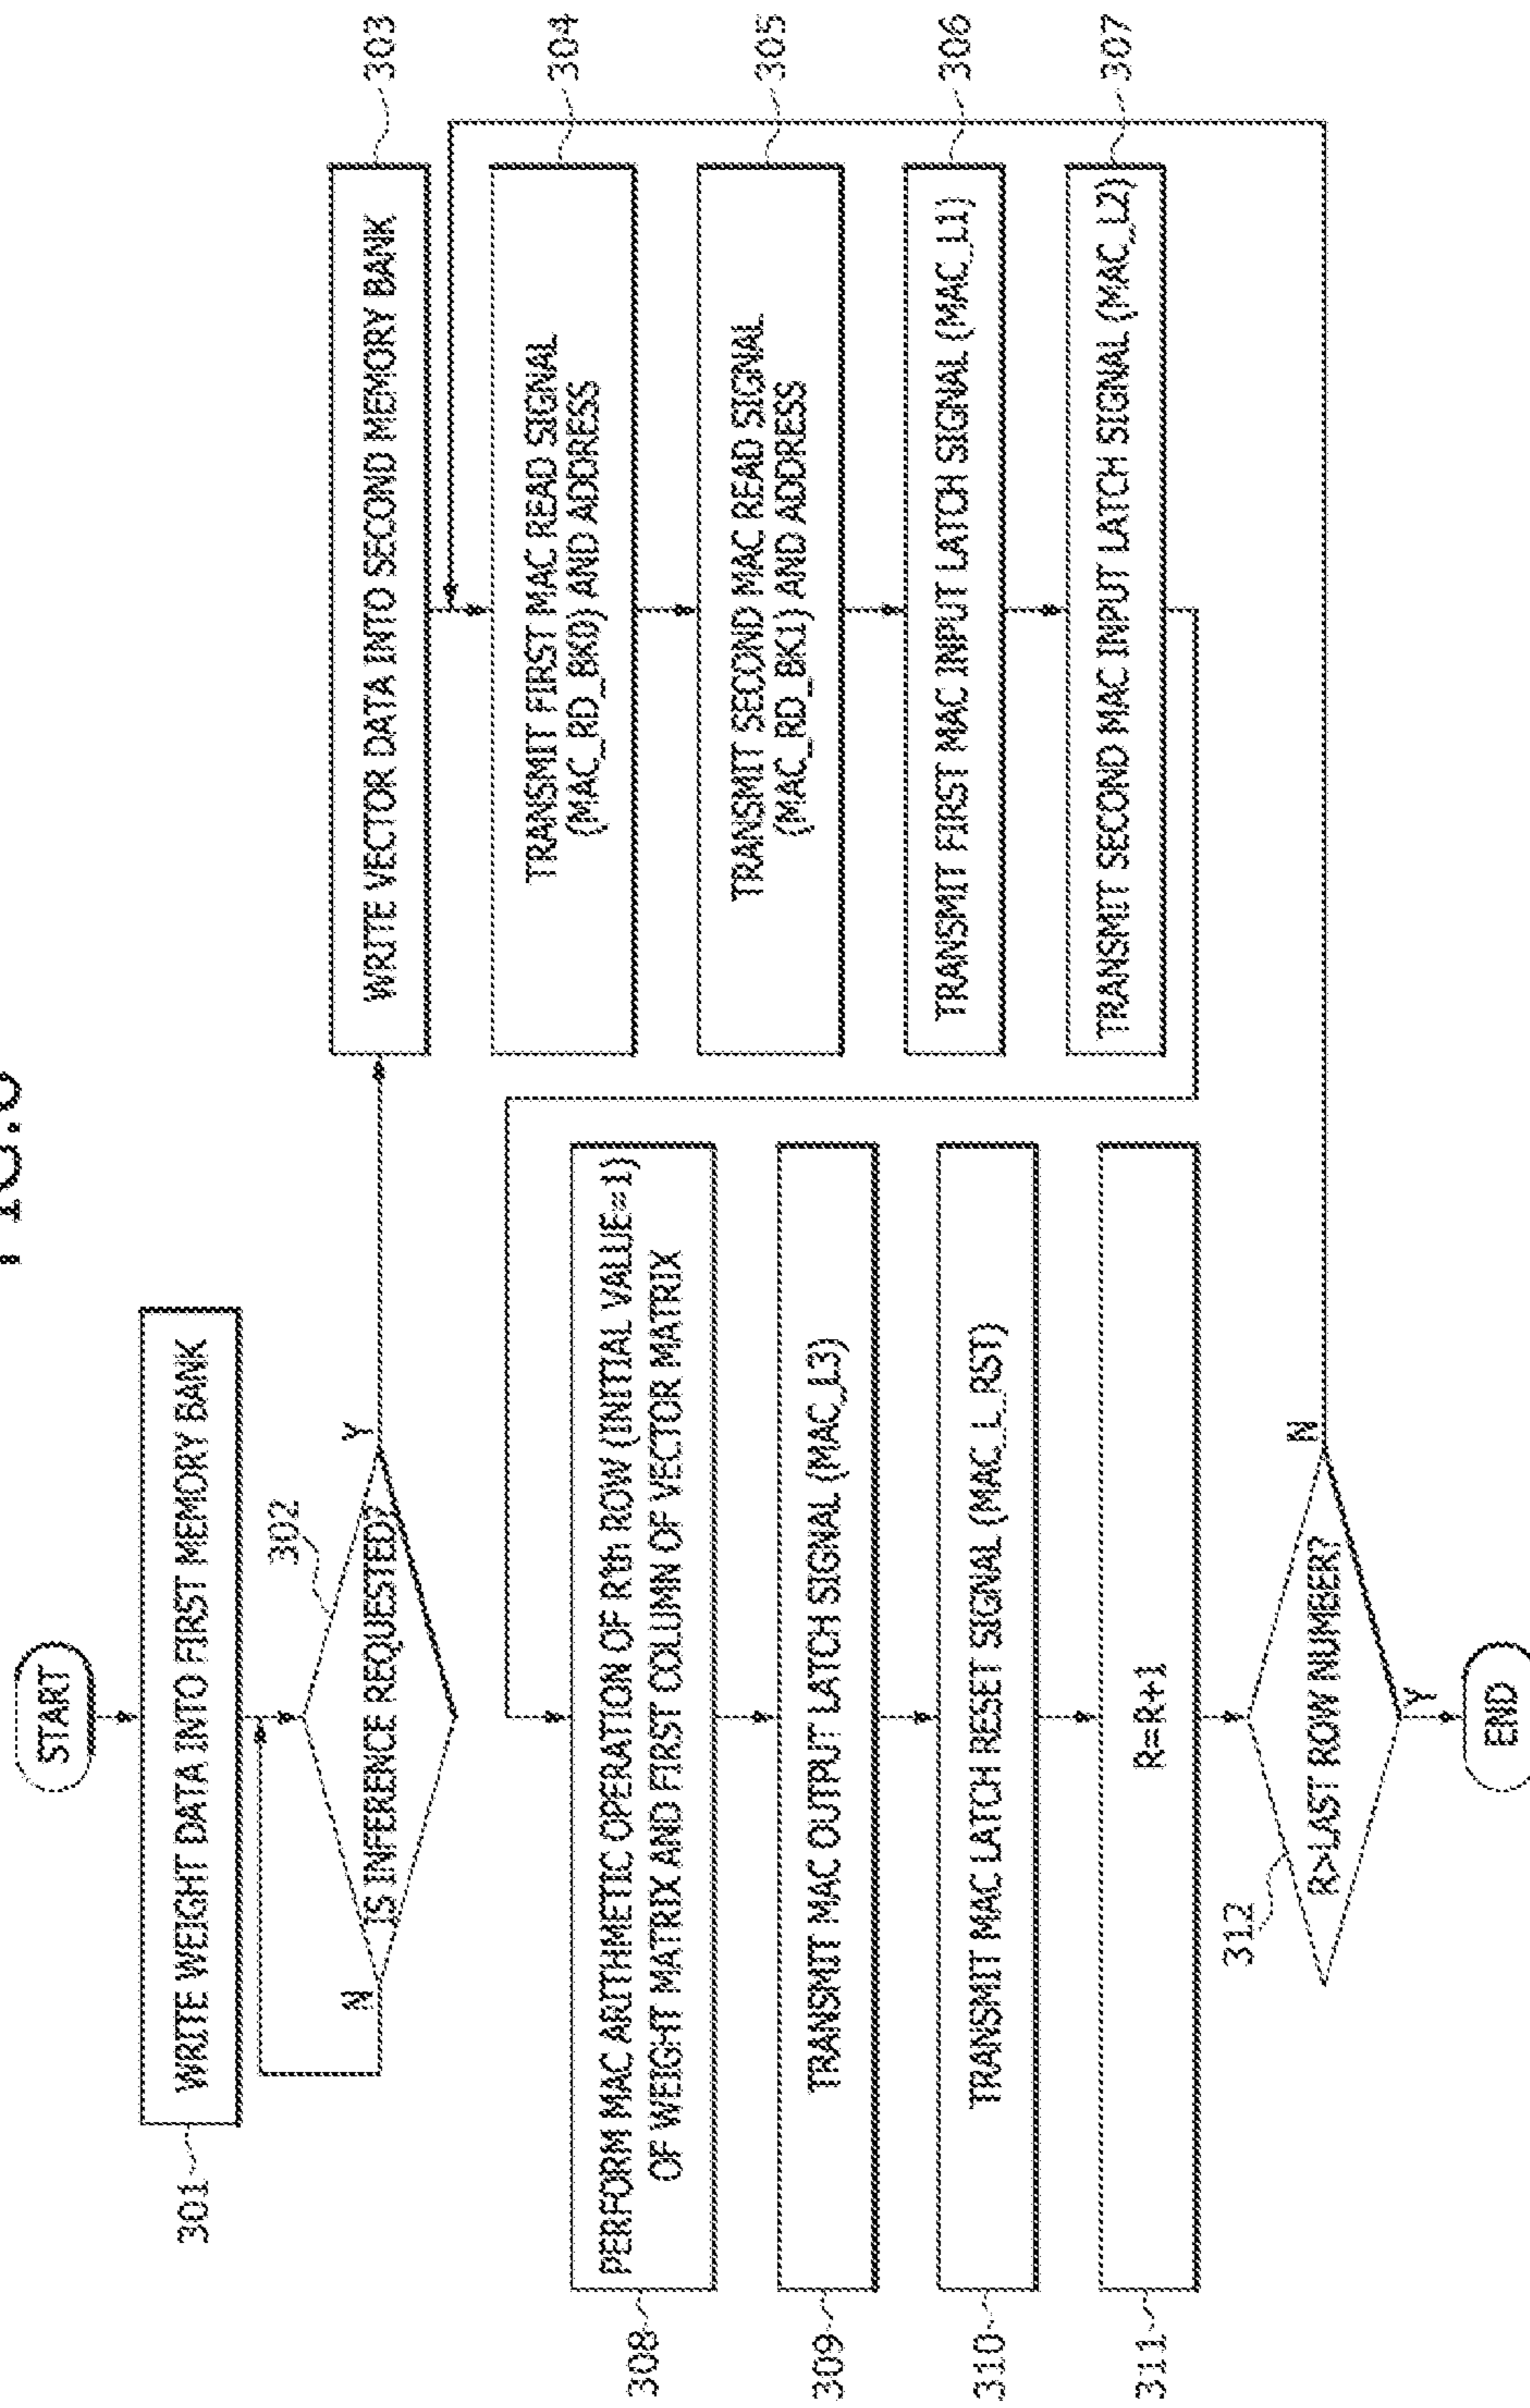 START
301
WRITE WEIGHT DATA INTO FIRST MEMORY BANK
302
IS INFERENCE REQUESTED?
N
Y
WRITE VECTOR DATA INTO SECOND MEMORY BANK
303
TRANSMIT FIRST MAC READ SIGNAL
(MAC_RD_BK0) AND ADDRESS
304
TRANSMIT SECOND MAC READ SIGNAL
(MAC_RD_BK1) AND ADDRESS
305
TRANSMIT FIRST MAC INPUT LATCH SIGNAL (MAC_L1)
306
TRANSMIT SECOND MAC INPUT LATCH SIGNAL (MAC_L2)
307
308
PERFORM MAC ARITHMETIC OPERATION OF Rth ROW (INITIAL VALUE=1)
OF WEIGHT MATRIX AND FIRST COLUMN OF VECTOR MATRIX
309
TRANSMIT MAC OUTPUT LATCH SIGNAL (MAC_L3)
310
TRANSMIT MAC LATCH RESET SIGNAL (MAC_L_RST)
311
R=R+1
312
R>LAST ROW NUMBER?
N
Y
END